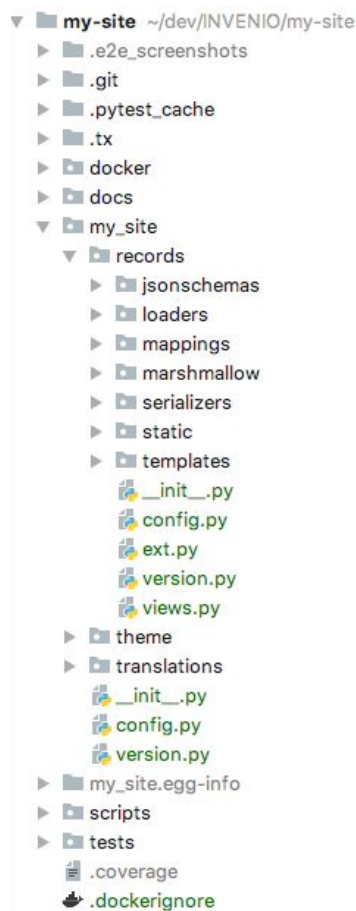 my-site ~/dev/INVENIO/my-site
.e2e_screenshots
.git
.pytest_cache
.tx
docker
docs
my_site
records
jsonschemas
loaders
mappings
marshmallow
serializers
static
templates
__init__.py
config.py
ext.py
version.py
views.py
theme
translations
__init__.py
config.py
version.py
my_site.egg-info
scripts
tests
.coverage
.dockerignore